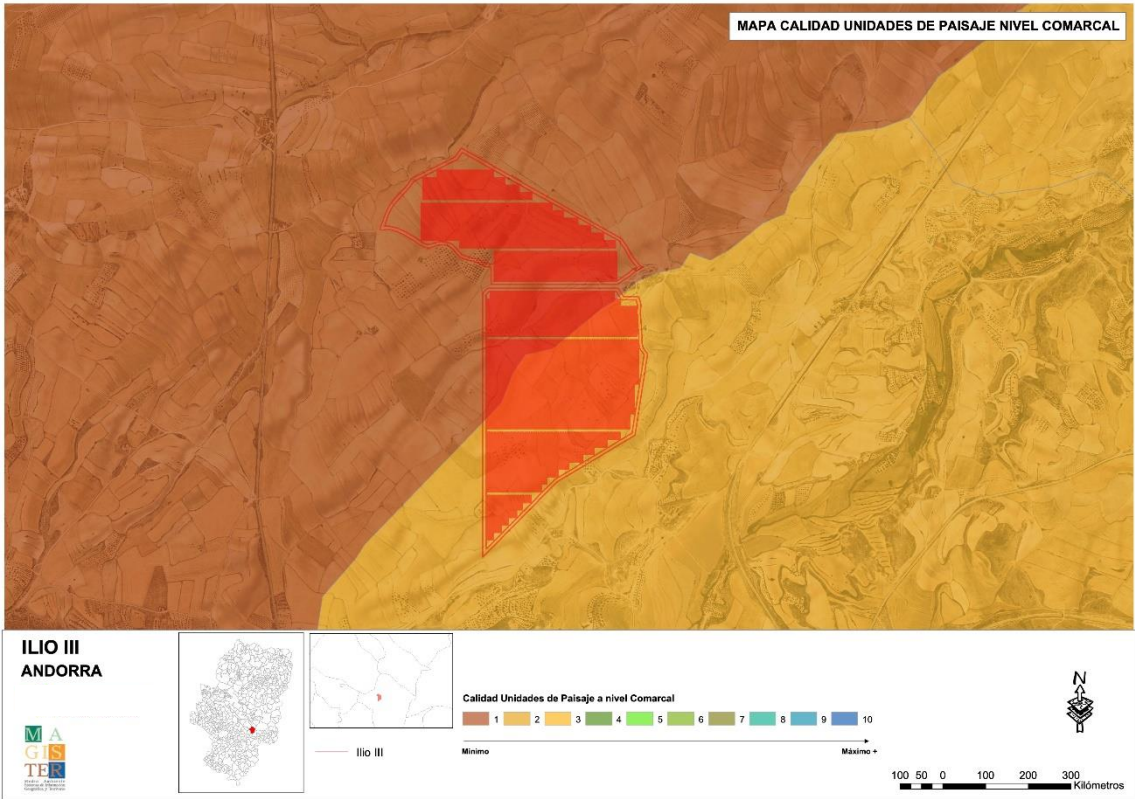 MAPA CALIDAD UNIDADES DE PAISAJE NIVEL COMARCAL
ILIO III
ANDORRA
MA
GIS
TER
Ilio III
Calidad Unidades de Paisaje a nivel Comarcal
1 2 3 4 5 6 7 8 9 10
Mínimo Máximo +
N
100 50 0 100 200 300
Kilómetros